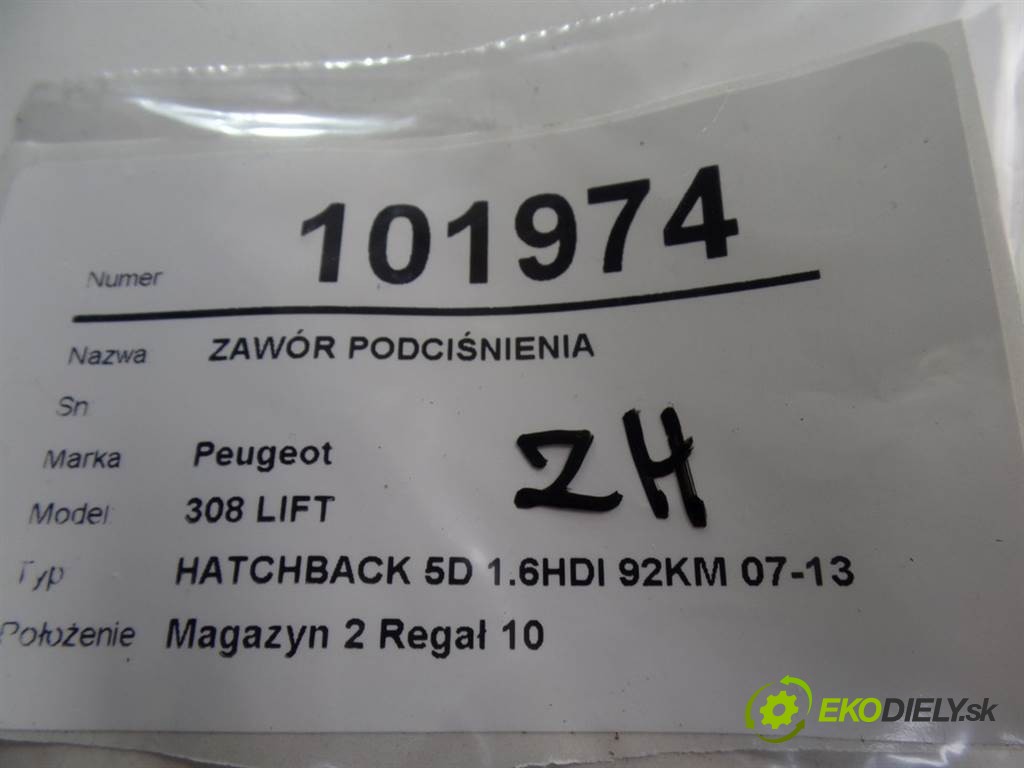 Numer 101974
Nazwa ZAWÓR PODCIŚNIENIA
Sn
Marka Peugeot
ZH
Model: 308 LIFT
Typ HATCHBACK 5D 1.6HDI 92KM 07-13
Położenie Magazyn 2 Regał 10
EKODIELY.sk